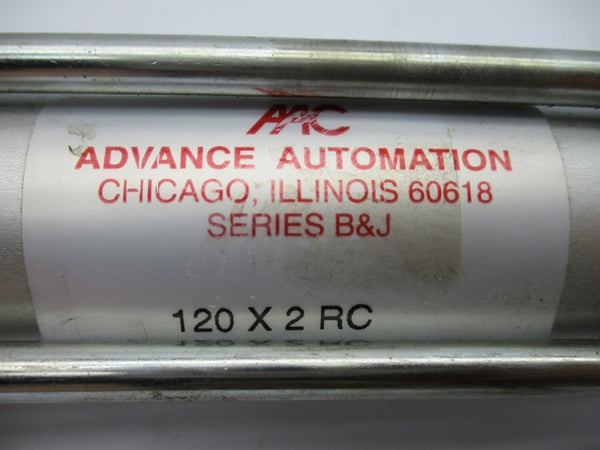 AAC
ADVANCE AUTOMATION
CHICAGO, ILLINOIS 60618
SERIES B&J
120 X 2 RC